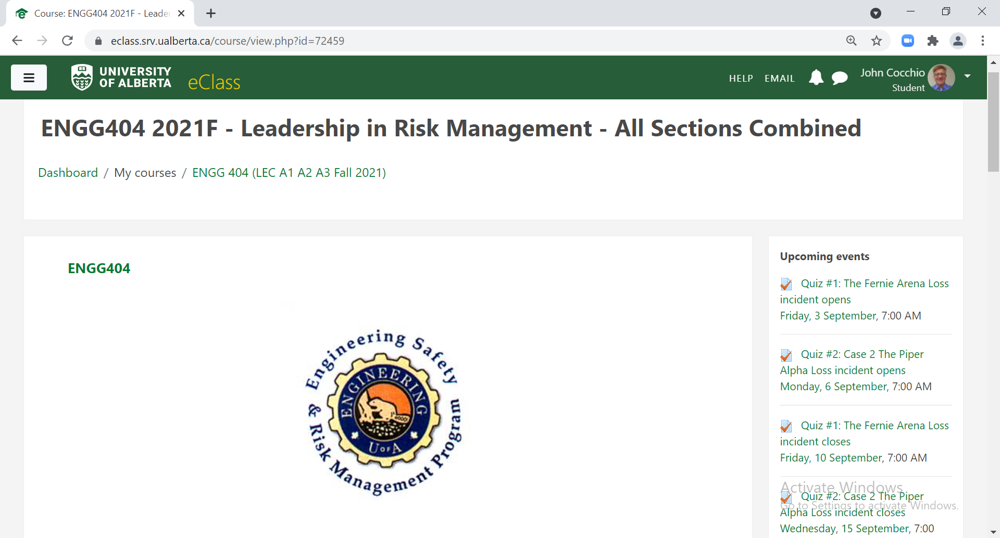 Course: ENGG404 2021F - Leader
eclass.srv.ualberta.ca/course/view.php?id=72459
UNIVERSITY
OF ALBERTA
eClass
HELP EMAIL
John Cocchio
Student
ENGG404 2021F - Leadership in Risk Management - All Sections Combined
Dashboard / My courses / ENGG 404 (LEC A1 A2 A3 Fall 2021)
ENGG404
Engineering Safety
& Risk Management Program
ENGINEERING
U OF A
Upcoming events
Quiz #1: The Fernie Arena Loss
incident opens
Friday, 3 September, 7:00 AM
Quiz #2: Case 2 The Piper
Alpha Loss incident opens
Monday, 6 September, 7:00 AM
Quiz #1: The Fernie Arena Loss
incident closes
Friday, 10 September, 7:00 AM
Activate Windows
Quiz #2: Case 2 The Piper
Go to Settings to activate Windows.
Alpha Loss incident closes
Wednesday, 15 September, 7:00